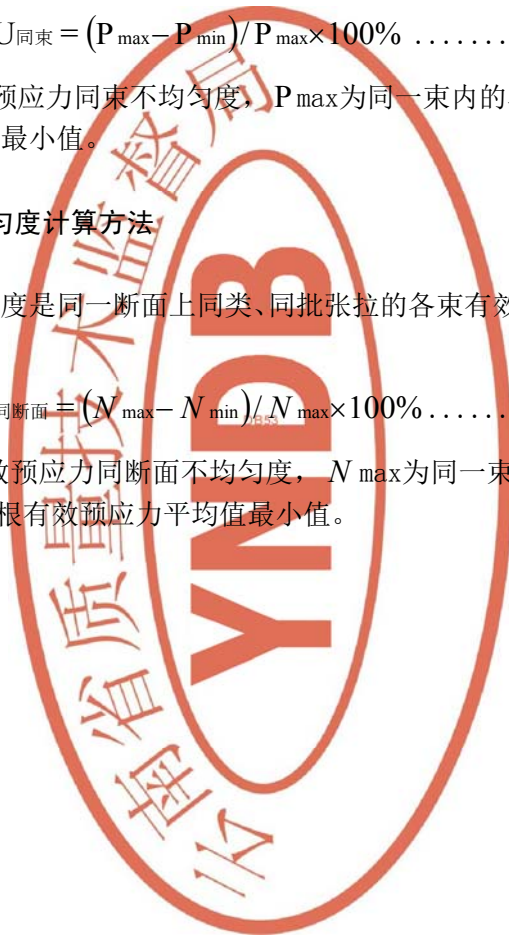 U同束 = (P max− P min)/ P max×100% ........
预应力同束不均匀度，P max为同一束内的
最小值。
匀度计算方法
度是同一断面上同类、同批张拉的各束有效
同断面 = (N max− N min)/ N max×100% ......
效预应力同断面不均匀度，N max为同一束
根有效预应力平均值最小值。
云南省质量技术监督局
YNDB
DB53